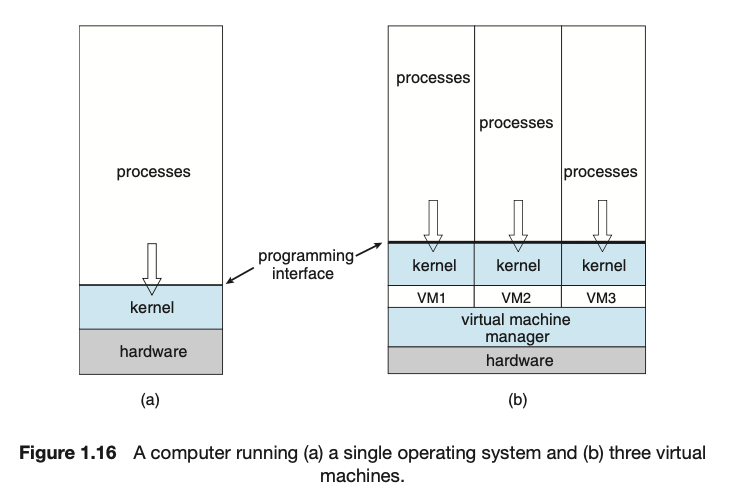 processes
kernel
hardware
(a)
programming
interface
processes
processes
processes
kernel
kernel
kernel
VM1
VM2
VM3
virtual machine
manager
hardware
(b)
Figure 1.16 A computer running (a) a single operating system and (b) three virtual
machines.